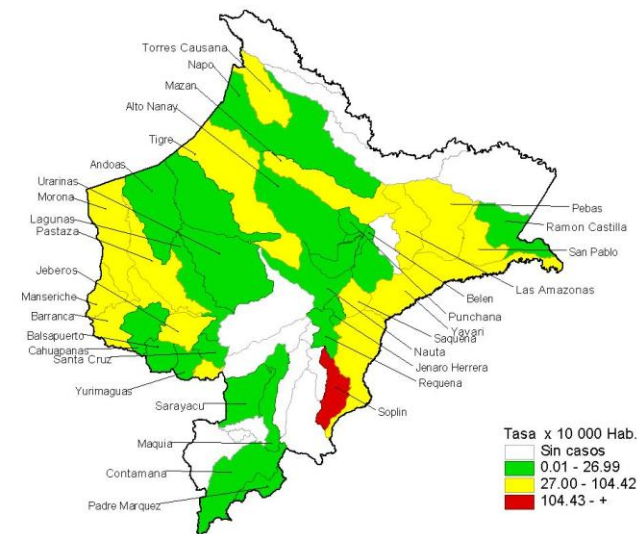 Torres Causana
Napo
Mazan
Alto Nanay
Tigre
Andoas
Urarinas
Morona
Lagunas
Pastaza
Jeberos
Manseriche
Barranca
Balsapuerto
Cahuapanas
Santa Cruz
Yurimaguas
Sarayacu
Maquia
Contamana
Padre Marquez
Pebas
Ramon Castilla
San Pablo
Las Amazonas
Belen
Punchana
Yavari
Saquena
Nauta
Jenaro Herrera
Requena
Soplin
Tasa x 10 000 Hab.
Sin casos
0.01 - 26.99
27.00 - 104.42
104.43 - +